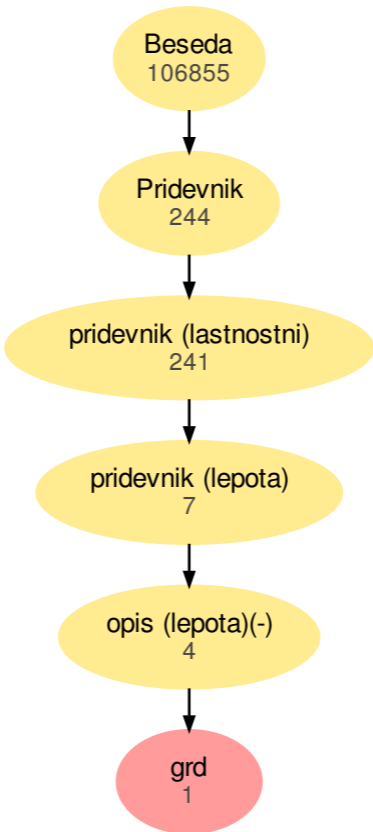 Beseda
106855
Pridevnik
244
pridevnik (lastnostni)
241
pridevnik (lepota)
7
opis (lepota)(-)
4
grd
1